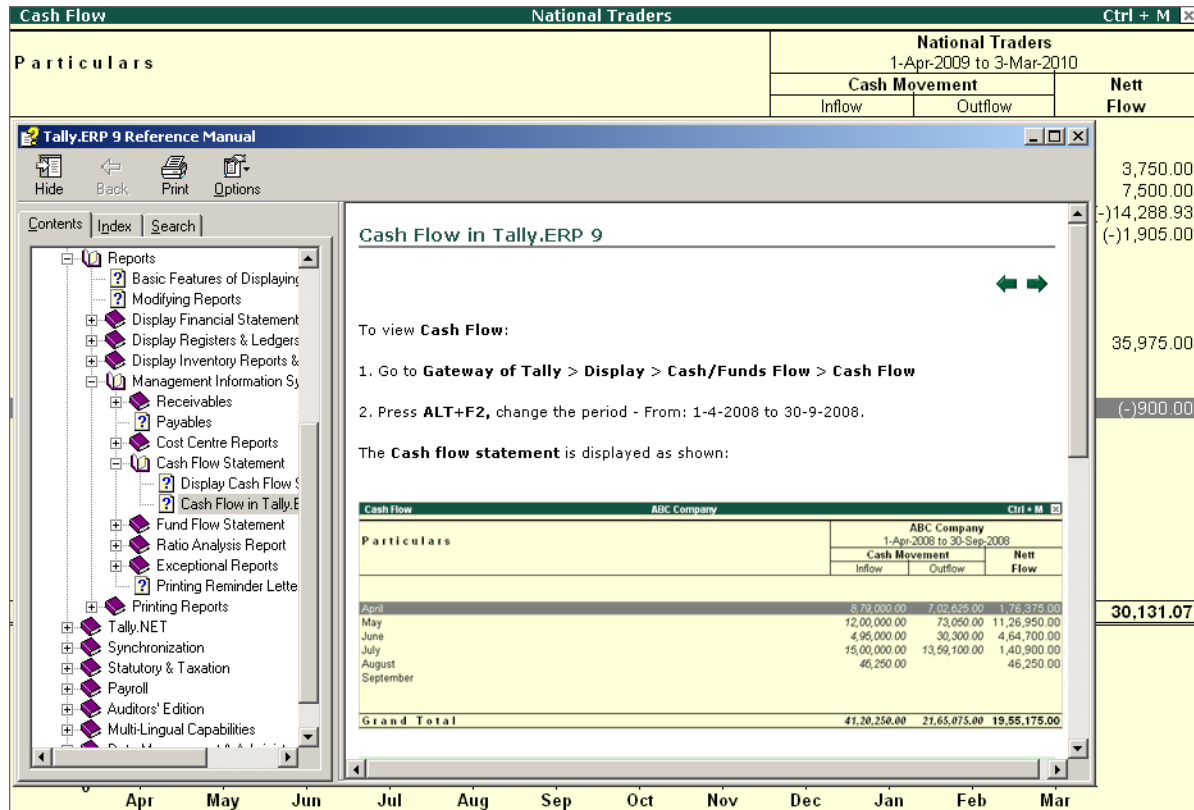 Cash Flow National Traders Ctrl + M
Particulars
National Traders
1-Apr-2009 to 3-Mar-2010
Cash Movement Nett
Inflow Outflow Flow
Tally.ERP 9 Reference Manual
Hide Back Print Options
Contents Index Search
Reports
Basic Features of Displaying
Modifying Reports
Display Financial Statement
Display Registers & Ledgers
Display Inventory Reports &
Management Information Sy
Receivables
Payables
Cost Centre Reports
Cash Flow Statement
Display Cash Flow S
Cash Flow in Tally.E
Fund Flow Statement
Ratio Analysis Report
Exceptional Reports
Printing Reminder Lette
Printing Reports
Tally.NET
Synchronization
Statutory & Taxation
Payroll
Auditors' Edition
Multi-Lingual Capabilities
Cash Flow in Tally.ERP 9
To view Cash Flow:
1. Go to Gateway of Tally > Display > Cash/Funds Flow > Cash Flow
2. Press ALT+F2, change the period - From: 1-4-2008 to 30-9-2008.
The Cash flow statement is displayed as shown:
Cash Flow ABC Company Ctrl + M
Particulars
ABC Company
1-Apr-2008 to 30-Sep-2008
Cash Movement Nett
Inflow Outflow Flow
April 8,79,000.00 7,02,625.00 1,76,375.00
May 12,00,000.00 73,050.00 11,26,950.00
June 4,95,000.00 30,300.00 4,64,700.00
July 15,00,000.00 13,59,100.00 1,40,900.00
August 46,250.00 46,250.00
September
Grand Total 41,20,250.00 21,65,075.00 19,55,175.00
3,750.00
7,500.00
(-)14,288.93
(-)1,905.00
35,975.00
(-)900.00
30,131.07
0
Apr May Jun Jul Aug Sep Oct Nov Dec Jan Feb Mar